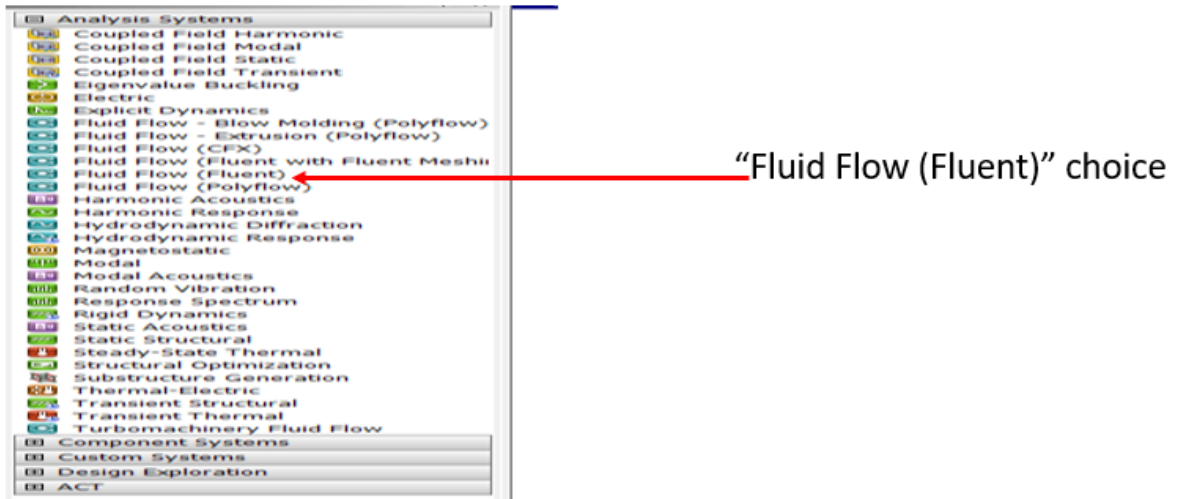 Analysis Systems
Coupled Field Harmonic
Coupled Field Modal
Coupled Field Static
Coupled Field Transient
Eigenvalue Buckling
Electric
Explicit Dynamics
Fluid Flow - Blow Molding (Polyflow)
Fluid Flow - Extrusion (Polyflow)
Fluid Flow (CFX)
Fluid Flow (Fluent with Fluent Meshin
Fluid Flow (Fluent)
Fluid Flow (Polyflow)
Harmonic Acoustics
Harmonic Response
Hydrodynamic Diffraction
Hydrodynamic Response
Magnetostatic
Modal
Modal Acoustics
Random Vibration
Response Spectrum
Rigid Dynamics
Static Acoustics
Static Structural
Steady-State Thermal
Structural Optimization
Substructure Generation
Thermal-Electric
Transient Structural
Transient Thermal
Turbomachinery Fluid Flow
Component Systems
Custom Systems
Design Exploration
ACT
“Fluid Flow (Fluent)” choice